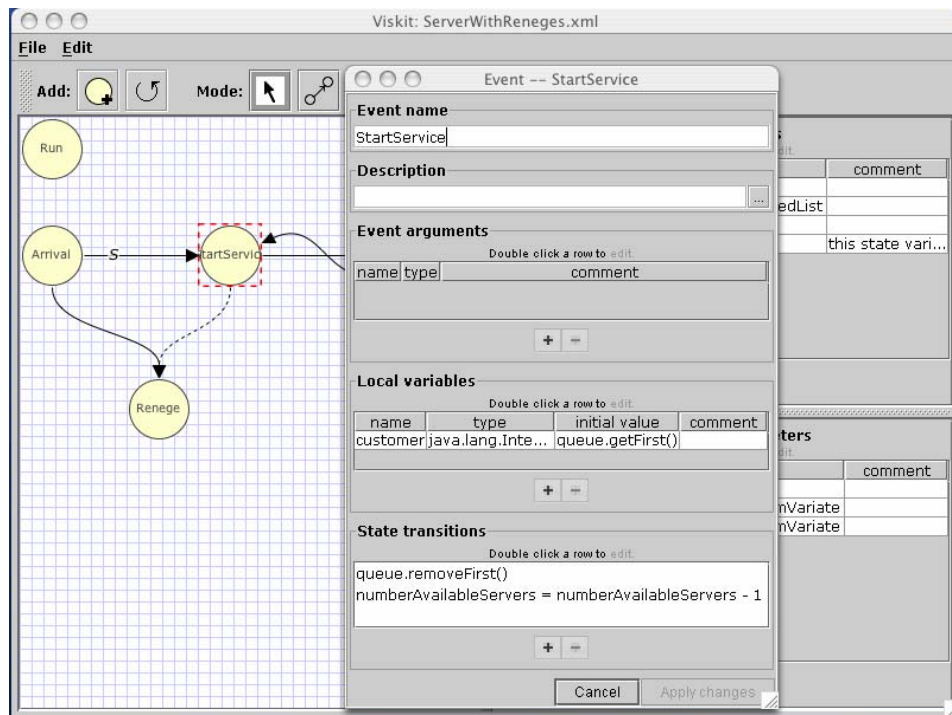 Viskit: ServerWithReneges.xml
File Edit
Add: Mode:
Run
Arrival
S
tartServic
Renege
Event -- StartService
Event name
StartService
Description
...
Event arguments
Double click a row to edit.
name type comment
+ −
Local variables
Double click a row to edit.
name type initial value comment
customer java.lang.Inte... queue.getFirst()
+ −
State transitions
Double click a row to edit.
queue.removeFirst()
numberAvailableServers = numberAvailableServers - 1
+ −
Cancel Apply changes
s
dit.
comment
edList
this state vari...
ters
dit.
comment
nVariate
nVariate